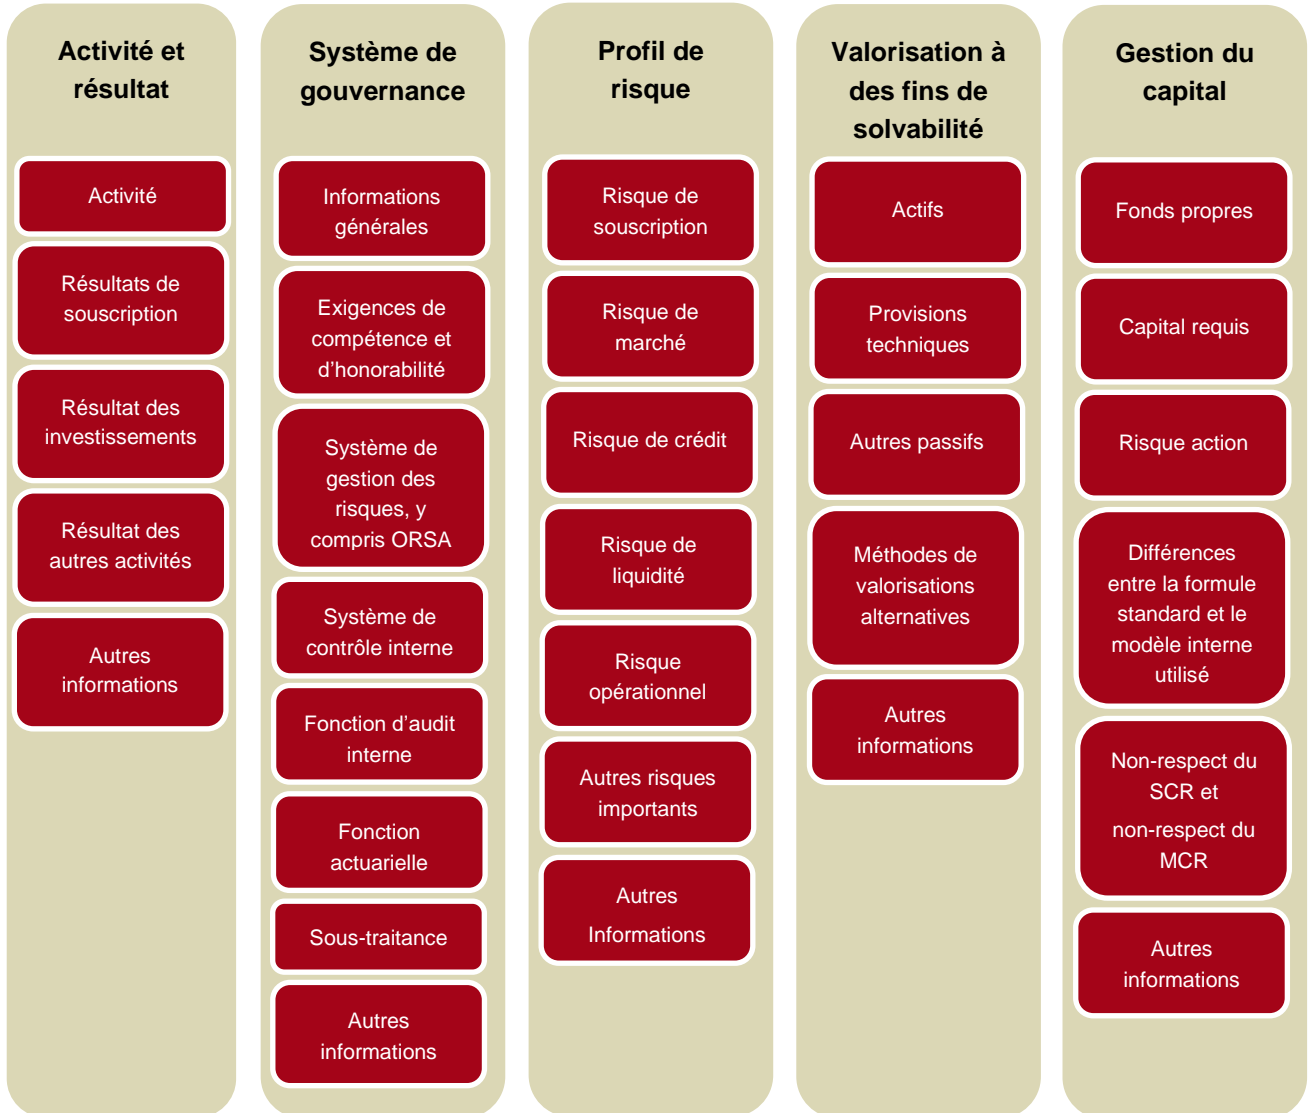 Activité et
résultat
Activité
Résultats de
souscription
Résultat des
investissements
Résultat des
autres activités
Autres
informations
Système de
gouvernance
Informations
générales
Exigences de
compétence et
d'honorabilité
Système de
gestion des
risques, y
compris ORSA
Système de
contrôle interne
Fonction d'audit
interne
Fonction
actuarielle
Sous-traitance
Autres
informations
Profil de
risque
Risque de
souscription
Risque de
marché
Risque de crédit
Risque de
liquidité
Risque
opérationnel
Autres risques
importants
Autres
Informations
Valorisation à
des fins de
solvabilité
Actifs
Provisions
techniques
Autres passifs
Méthodes de
valorisations
alternatives
Autres
informations
Gestion du
capital
Fonds propres
Capital requis
Risque action
Différences
entre la formule
standard et le
modèle interne
utilisé
Non-respect du
SCR et
non-respect du
MCR
Autres
informations